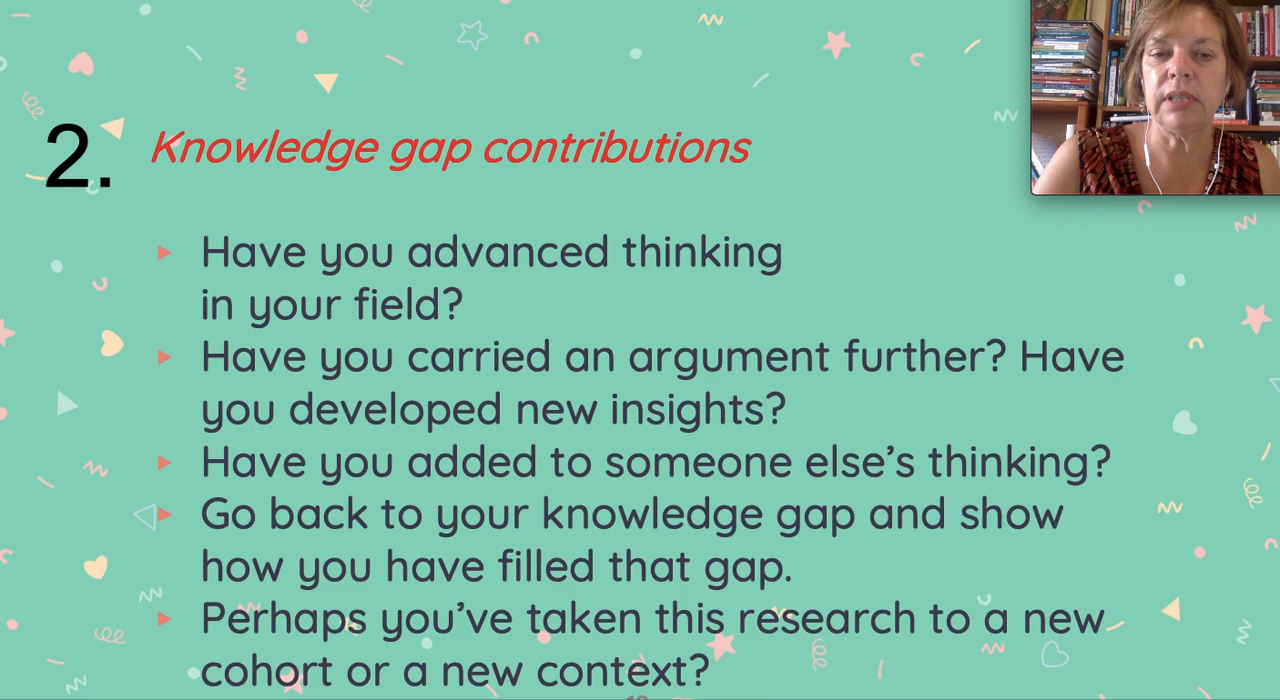 2. Knowledge gap contributions
Have you advanced thinking
in your field?
Have you carried an argument further? Have
you developed new insights?
Have you added to someone else’s thinking?
Go back to your knowledge gap and show
how you have filled that gap.
Perhaps you’ve taken this research to a new
cohort or a new context?